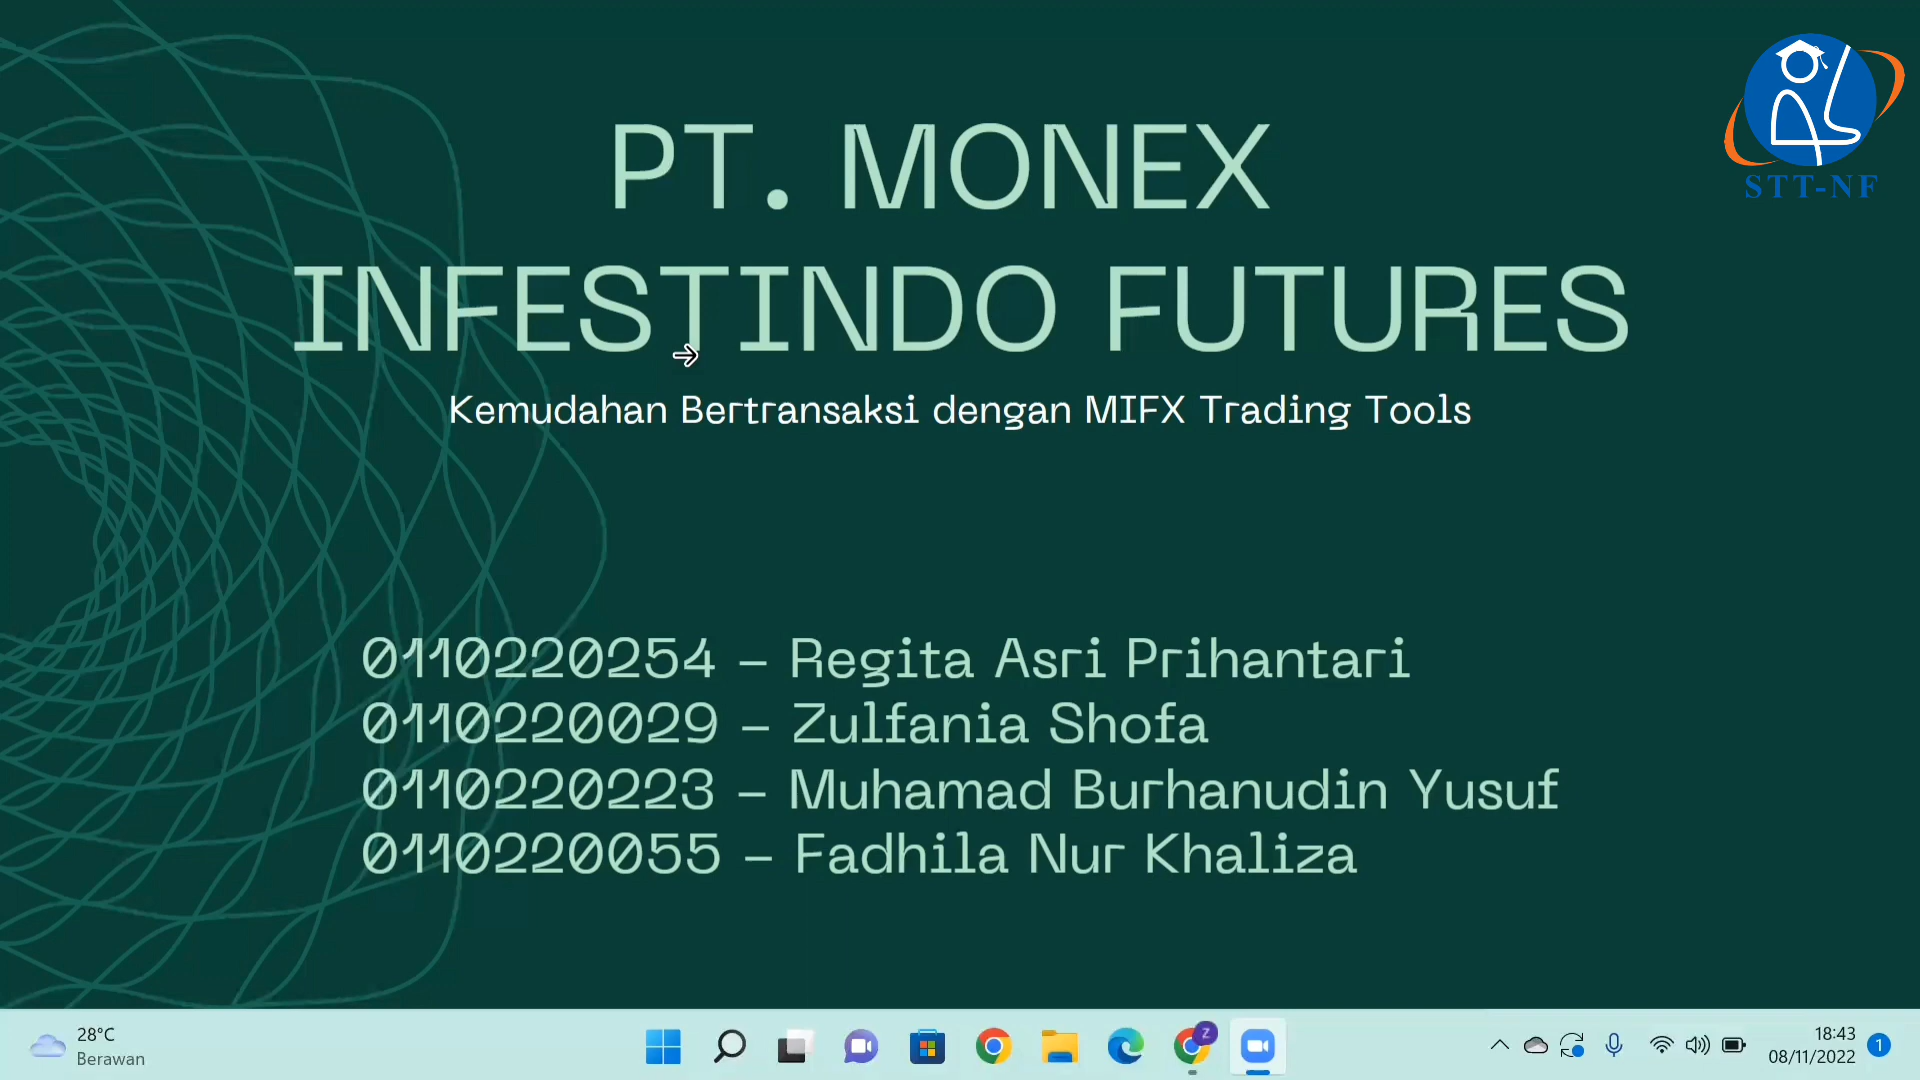 STT-NF
PT. MONEX
INFESTINDO FUTURES
Kemudahan Bertransaksi dengan MIFX Trading Tools
0110220254 – Regita Asri Prihantari
0110220029 – Zulfania Shofa
0110220223 – Muhamad Burhanudin Yusuf
0110220055 – Fadhila Nur Khaliza
28°C
Berawan
Z
18:43
08/11/2022
1